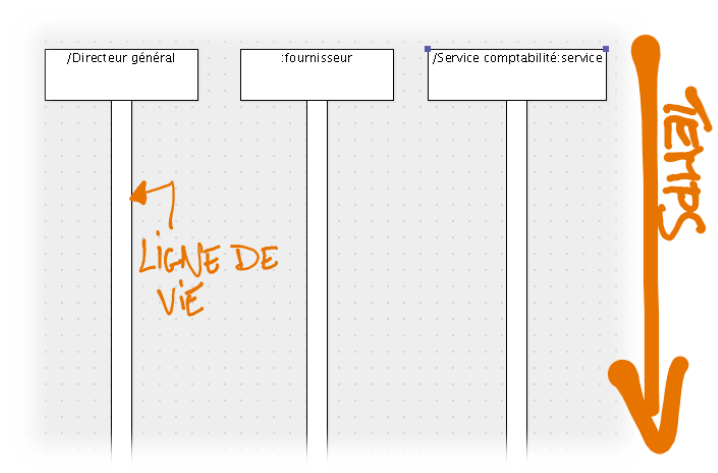 /Directeur général
:fournisseur
/Service comptabilité:service
TEMPS
LIGNE DE
VIE